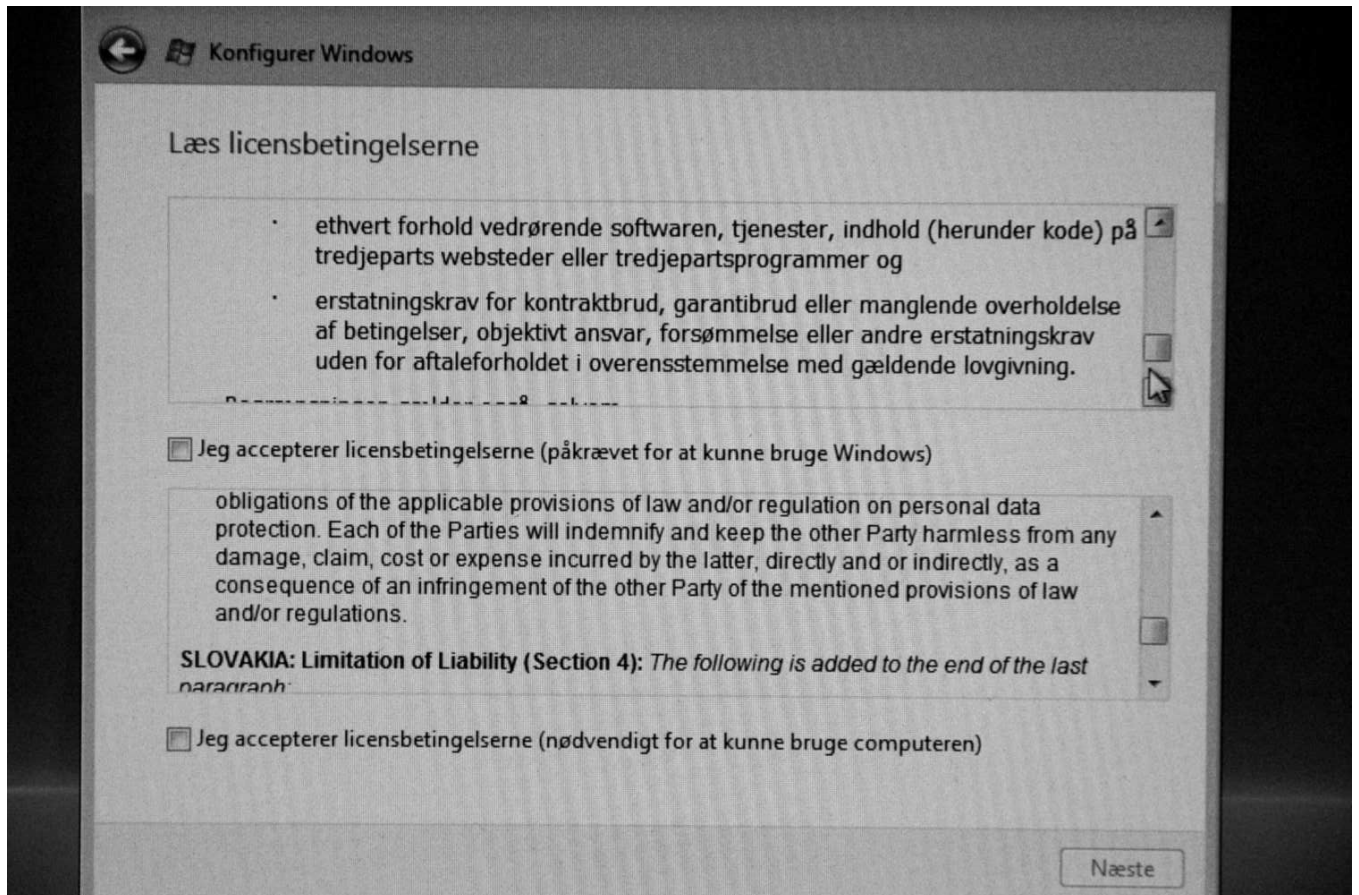 Konfigurer Windows
Læs licensbetingelserne
· ethvert forhold vedrørende softwaren, tjenester, indhold (herunder kode) på
tredjeparts websteder eller tredjepartsprogrammer og
· erstatningskrav for kontraktbrud, garantibrud eller manglende overholdelse
af betingelser, objektivt ansvar, forsømmelse eller andre erstatningskrav
uden for aftaleforholdet i overensstemmelse med gældende lovgivning.
Jeg accepterer licensbetingelserne (påkrævet for at kunne bruge Windows)
obligations of the applicable provisions of law and/or regulation on personal data
protection. Each of the Parties will indemnify and keep the other Party harmless from any
damage, claim, cost or expense incurred by the latter, directly and or indirectly, as a
consequence of an infringement of the other Party of the mentioned provisions of law
and/or regulations.
SLOVAKIA: Limitation of Liability (Section 4): The following is added to the end of the last
paragraph:
Jeg accepterer licensbetingelserne (nødvendigt for at kunne bruge computeren)
Næste